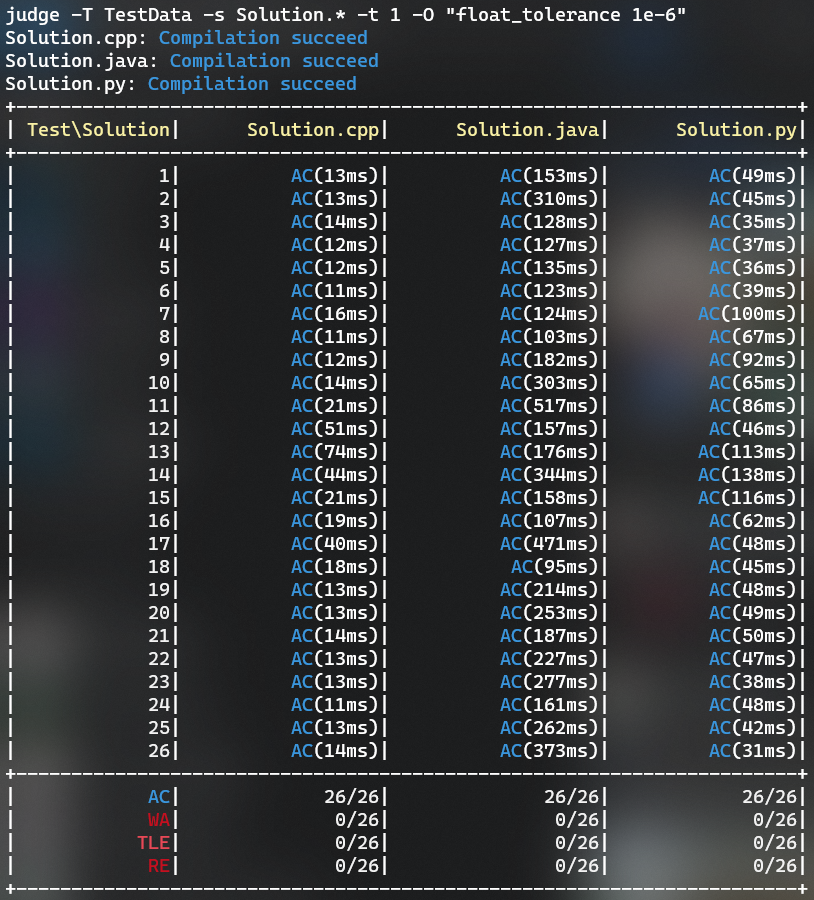 judge -T TestData -s Solution.* -t 1 -O "float_tolerance 1e-6"
Solution.cpp: Compilation succeed
Solution.java: Compilation succeed
Solution.py: Compilation succeed
+------------------------------------------------------------------------+
| Test\Solution|      Solution.cpp|      Solution.java|      Solution.py|
+------------------------------------------------------------------------+
|             1|          AC(13ms)|          AC(153ms)|         AC(49ms)|
|             2|          AC(13ms)|          AC(310ms)|         AC(45ms)|
|             3|          AC(14ms)|          AC(128ms)|         AC(35ms)|
|             4|          AC(12ms)|          AC(127ms)|         AC(37ms)|
|             5|          AC(12ms)|          AC(135ms)|         AC(36ms)|
|             6|          AC(11ms)|          AC(123ms)|         AC(39ms)|
|             7|          AC(16ms)|          AC(124ms)|        AC(100ms)|
|             8|          AC(11ms)|          AC(103ms)|         AC(67ms)|
|             9|          AC(12ms)|          AC(182ms)|         AC(92ms)|
|            10|          AC(14ms)|          AC(303ms)|         AC(65ms)|
|            11|          AC(21ms)|          AC(517ms)|         AC(86ms)|
|            12|          AC(51ms)|          AC(157ms)|         AC(46ms)|
|            13|          AC(74ms)|          AC(176ms)|        AC(113ms)|
|            14|          AC(44ms)|          AC(344ms)|        AC(138ms)|
|            15|          AC(21ms)|          AC(158ms)|        AC(116ms)|
|            16|          AC(19ms)|          AC(107ms)|         AC(62ms)|
|            17|          AC(40ms)|          AC(471ms)|         AC(48ms)|
|            18|          AC(18ms)|           AC(95ms)|         AC(45ms)|
|            19|          AC(13ms)|          AC(214ms)|         AC(48ms)|
|            20|          AC(13ms)|          AC(253ms)|         AC(49ms)|
|            21|          AC(14ms)|          AC(187ms)|         AC(50ms)|
|            22|          AC(13ms)|          AC(227ms)|         AC(47ms)|
|            23|          AC(13ms)|          AC(277ms)|         AC(38ms)|
|            24|          AC(11ms)|          AC(161ms)|         AC(48ms)|
|            25|          AC(13ms)|          AC(262ms)|         AC(42ms)|
|            26|          AC(14ms)|          AC(373ms)|         AC(31ms)|
+------------------------------------------------------------------------+
|            AC|             26/26|              26/26|            26/26|
|            WA|              0/26|               0/26|             0/26|
|           TLE|              0/26|               0/26|             0/26|
|            RE|              0/26|               0/26|             0/26|
+------------------------------------------------------------------------+